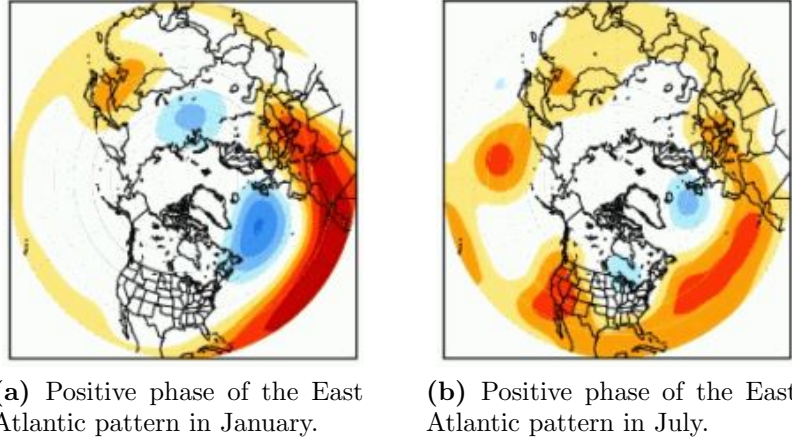 (a) Positive phase of the East
Atlantic pattern in January.
(b) Positive phase of the East
Atlantic pattern in July.